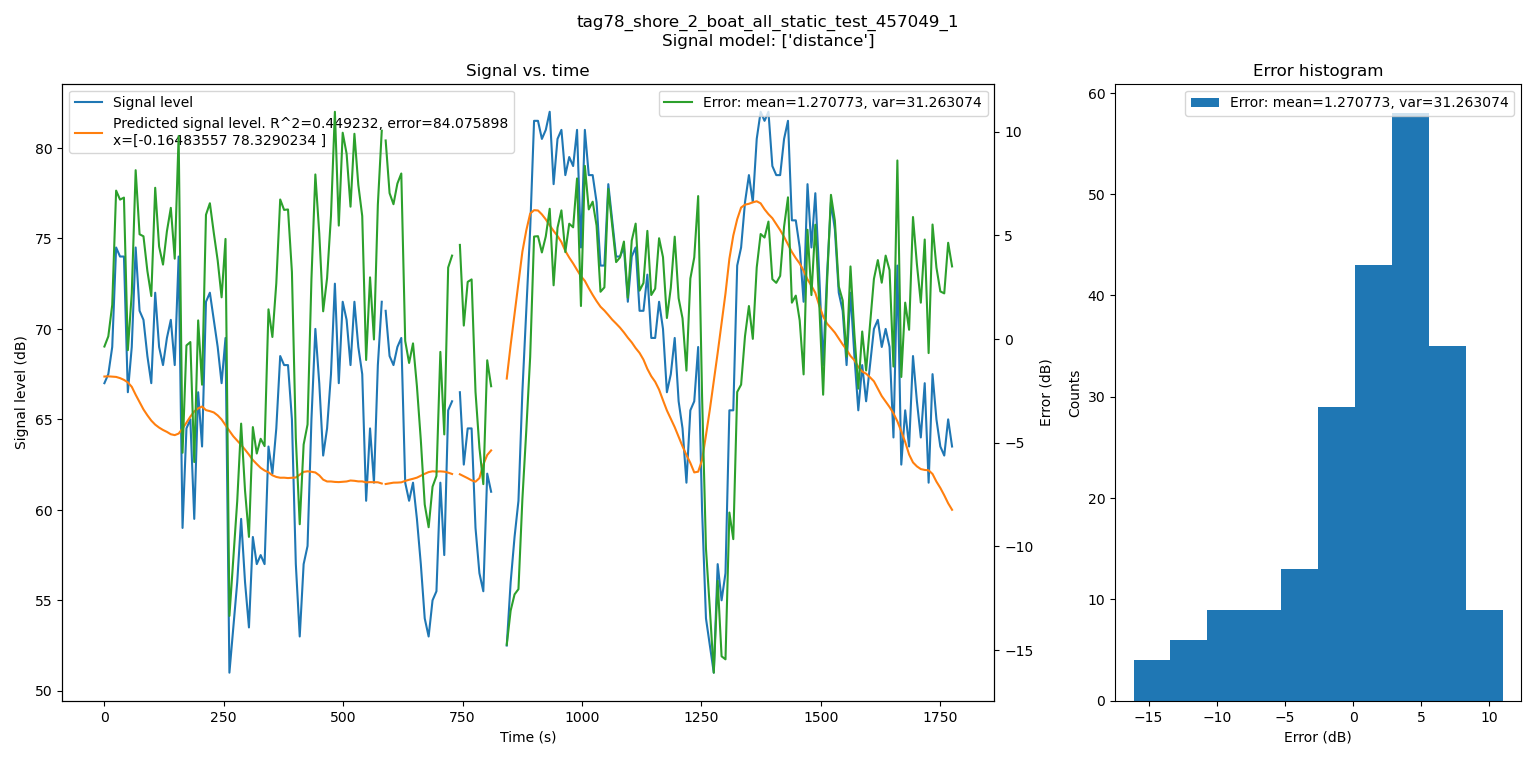 tag78_shore_2_boat_all_static_test_457049_1
Signal model: ['distance']
Signal vs. time
Error histogram
Signal level
Predicted signal level. R^2=0.449232, error=84.075898
x=[-0.16483557 78.3290234 ]
Error: mean=1.270773, var=31.263074
Error: mean=1.270773, var=31.263074
Signal level (dB)
80
75
70
65
60
55
50
0
250
500
750
1000
1250
1500
1750
Time (s)
10
5
0
−5
−10
−15
Error (dB)
Counts
60
50
40
30
20
10
0
−15
−10
−5
0
5
10
Error (dB)